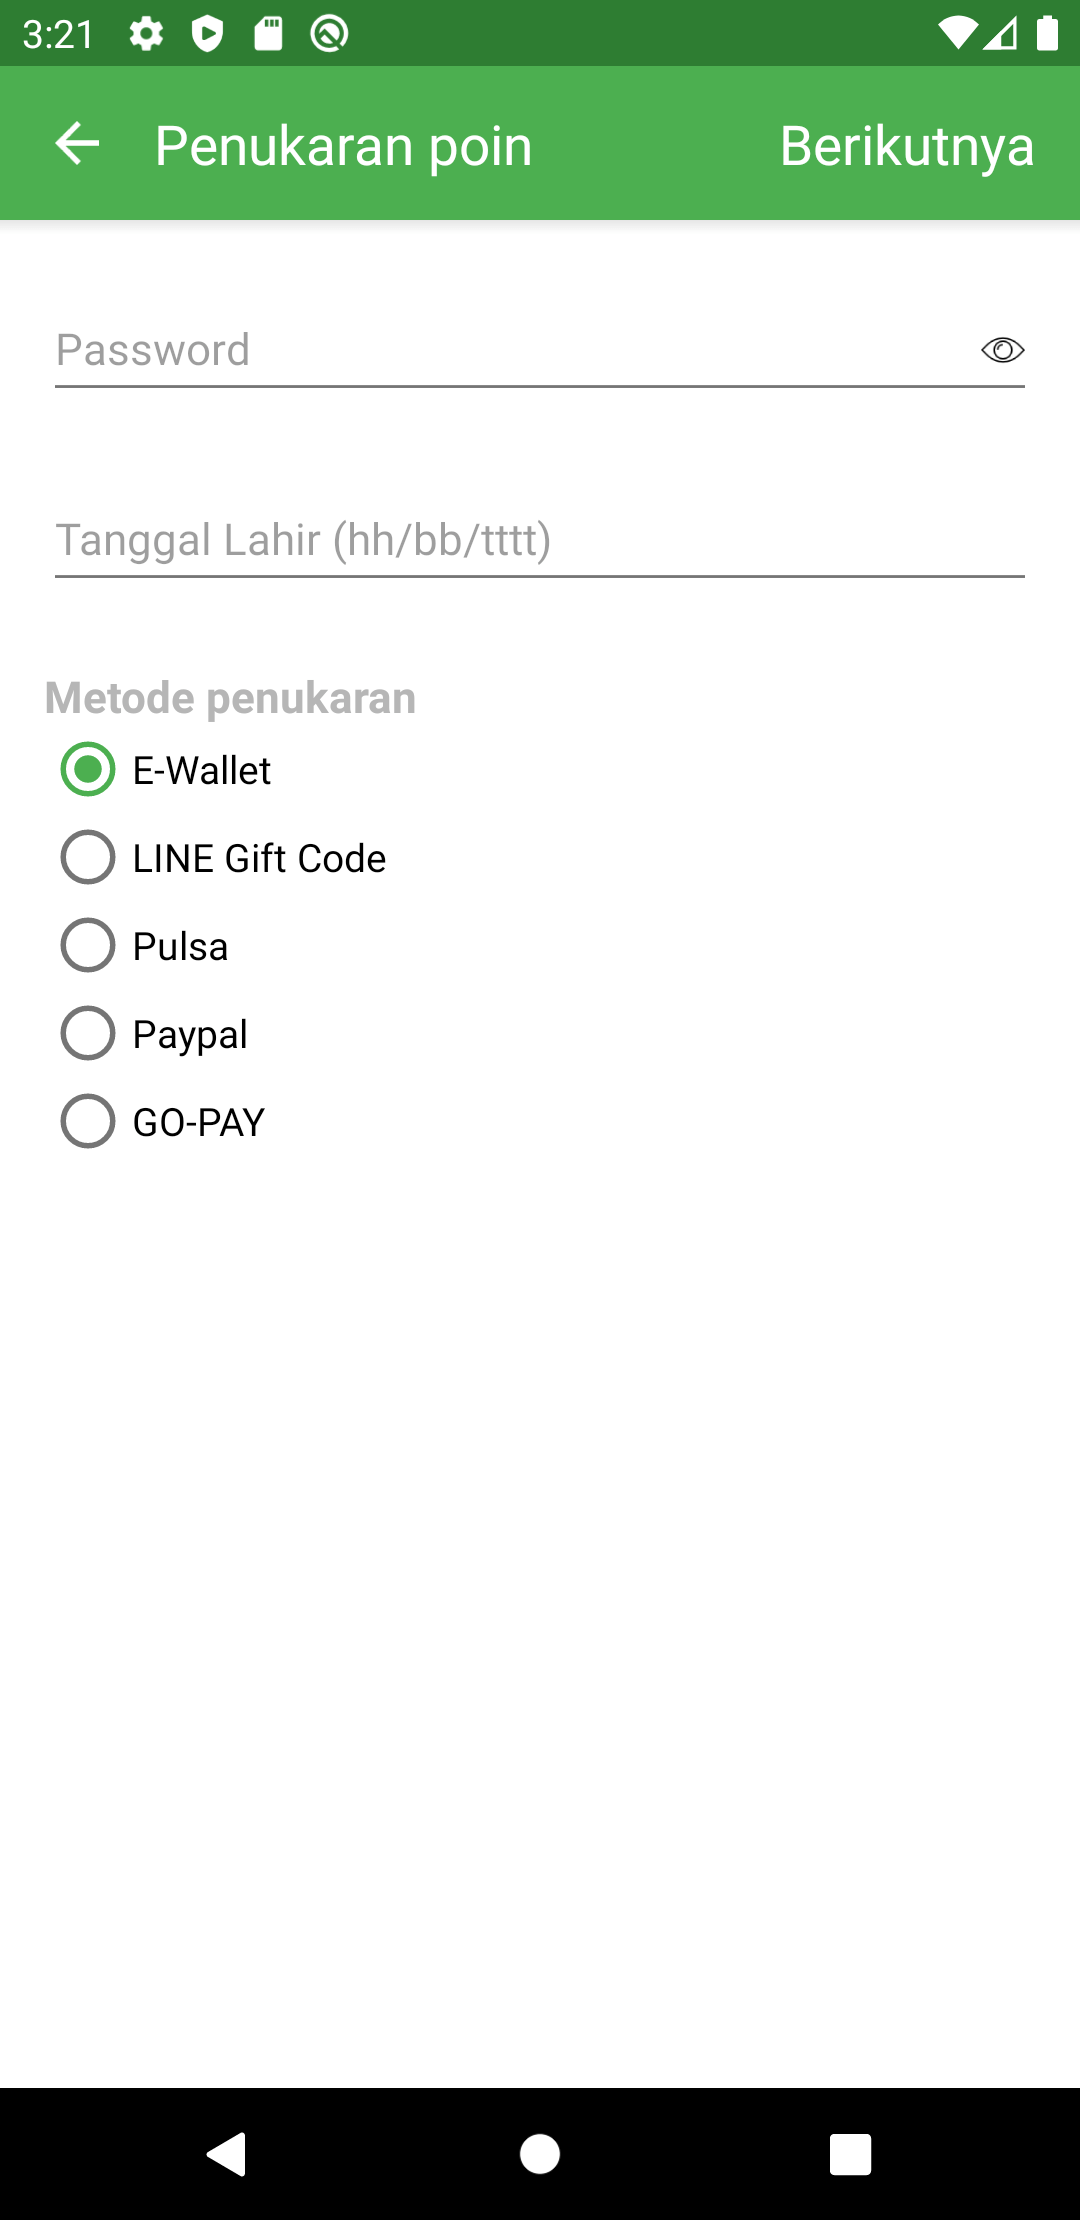 3:21
Penukaran poin
Berikutnya
Password
Tanggal Lahir (hh/bb/tttt)
Metode penukaran
E-Wallet
LINE Gift Code
Pulsa
Paypal
GO-PAY